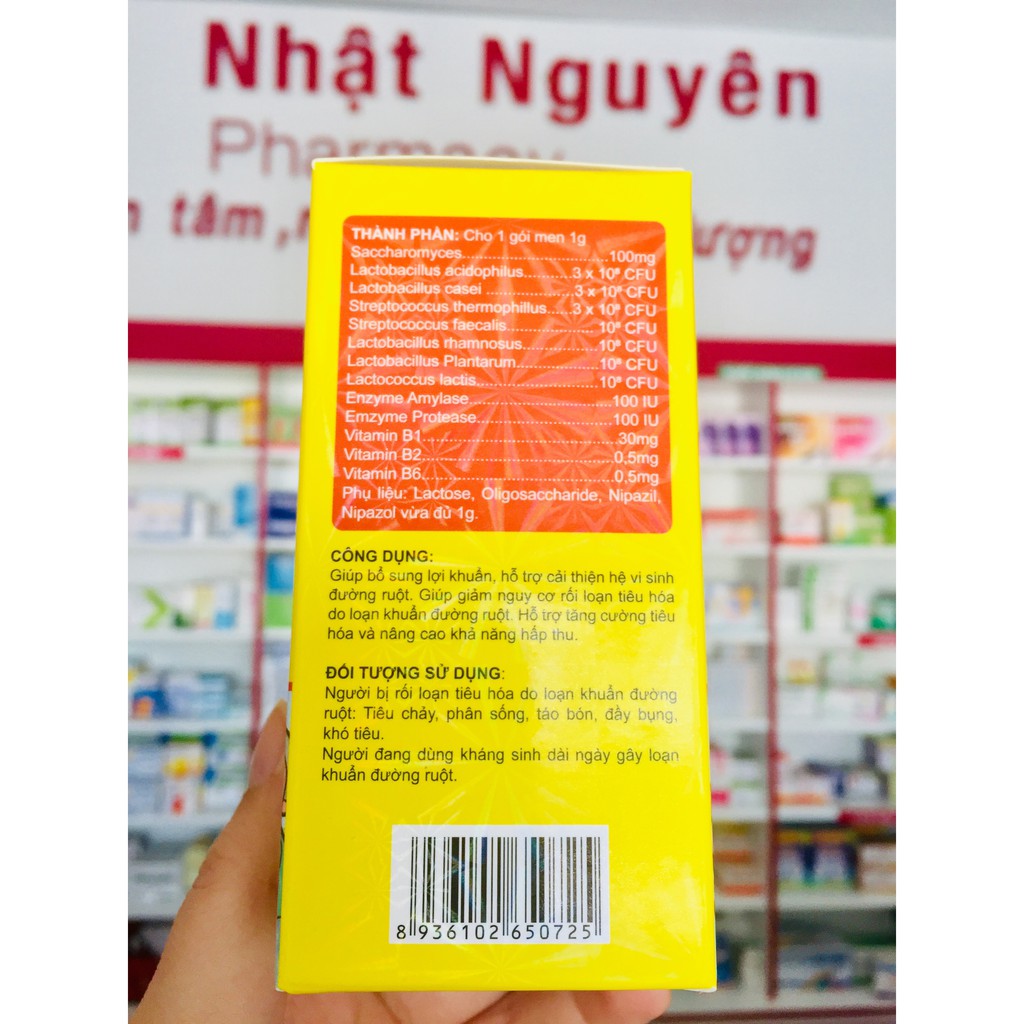 Nhật Nguyên
Pharmacy
tâm,
ượng
THÀNH PHẦN: Cho 1 gói men 1g
Saccharomyces..............................100mg
Lactobacillus acidophilus..........3 x 10⁸ CFU
Lactobacillus casei ..................3 x 10⁸ CFU
Streptococcus thermophillus......3 x 10⁸ CFU
Streptococcus faecalis....................10⁸ CFU
Lactobacillus rhamnosus.................10⁸ CFU
Lactobacillus Plantarum..................10⁸ CFU
Lactococcus lactis..........................10⁸ CFU
Enzyme Amylase.............................100 IU
Emzyme Protease............................100 IU
Vitamin B1.......................................30mg
Vitamin B2......................................0,5mg
Vitamin B6......................................0,5mg
Phụ liệu: Lactose, Oligosaccharide, Nipazil,
Nipazol vừa đủ 1g.
CÔNG DỤNG:
Giúp bổ sung lợi khuẩn, hỗ trợ cải thiện hệ vi sinh
đường ruột. Giúp giảm nguy cơ rối loạn tiêu hóa
do loạn khuẩn đường ruột. Hỗ trợ tăng cường tiêu
hóa và nâng cao khả năng hấp thu.
ĐỐI TƯỢNG SỬ DỤNG:
Người bị rối loạn tiêu hóa do loạn khuẩn đường
ruột: Tiêu chảy, phân sống, táo bón, đầy bụng,
khó tiêu.
Người đang dùng kháng sinh dài ngày gây loạn
khuẩn đường ruột.
8 936102 650725